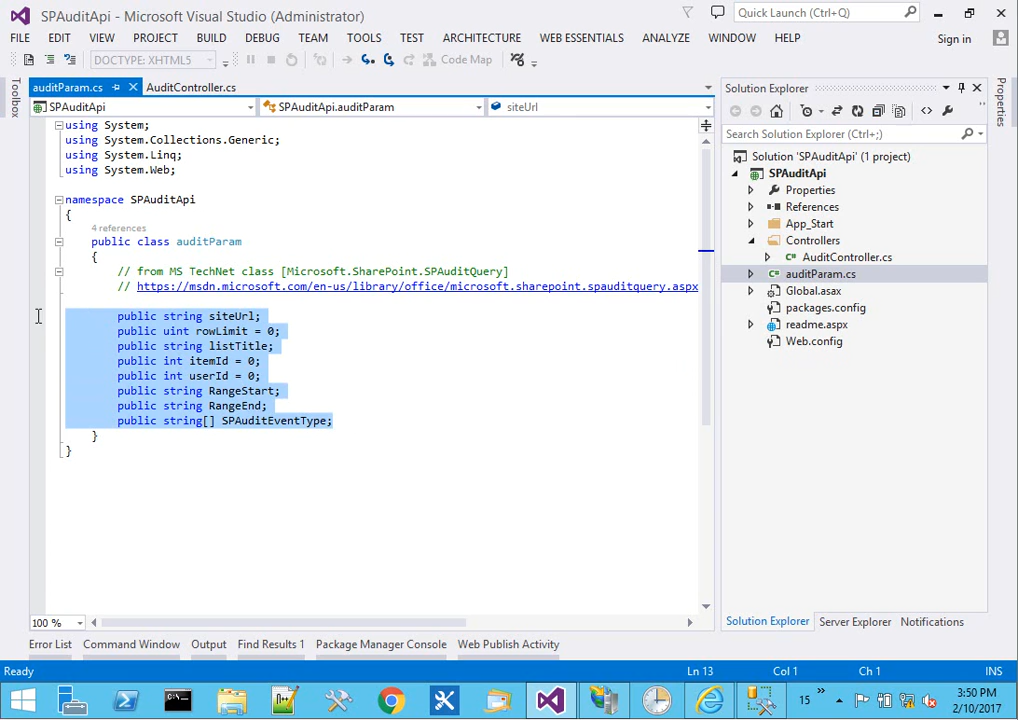 SPAuditApi - Microsoft Visual Studio (Administrator)
Quick Launch (Ctrl+Q)
FILE EDIT VIEW PROJECT BUILD DEBUG TEAM TOOLS TEST ARCHITECTURE WEB ESSENTIALS ANALYZE WINDOW HELP Sign in
DOCTYPE: XHTML5 Code Map
Toolbox
auditParam.cs AuditController.cs
SPAuditApi SPAuditApi.auditParam siteUrl
using System;
using System.Collections.Generic;
using System.Linq;
using System.Web;
namespace SPAuditApi
{
4 references
public class auditParam
{
// from MS TechNet class [Microsoft.SharePoint.SPAuditQuery]
// https://msdn.microsoft.com/en-us/library/office/microsoft.sharepoint.spauditquery.aspx
public string siteUrl;
public uint rowLimit = 0;
public string listTitle;
public int itemId = 0;
public int userId = 0;
public string RangeStart;
public string RangeEnd;
public string[] SPAuditEventType;
}
}
100 %
Solution Explorer
Search Solution Explorer (Ctrl+;)
Solution 'SPAuditApi' (1 project)
SPAuditApi
Properties
References
App_Start
Controllers
AuditController.cs
auditParam.cs
Global.asax
packages.config
readme.aspx
Web.config
Solution Explorer Server Explorer Notifications
Properties
Error List Command Window Output Find Results 1 Package Manager Console Web Publish Activity
Ready Ln 13 Col 1 Ch 1 INS
15
3:50 PM
2/10/2017